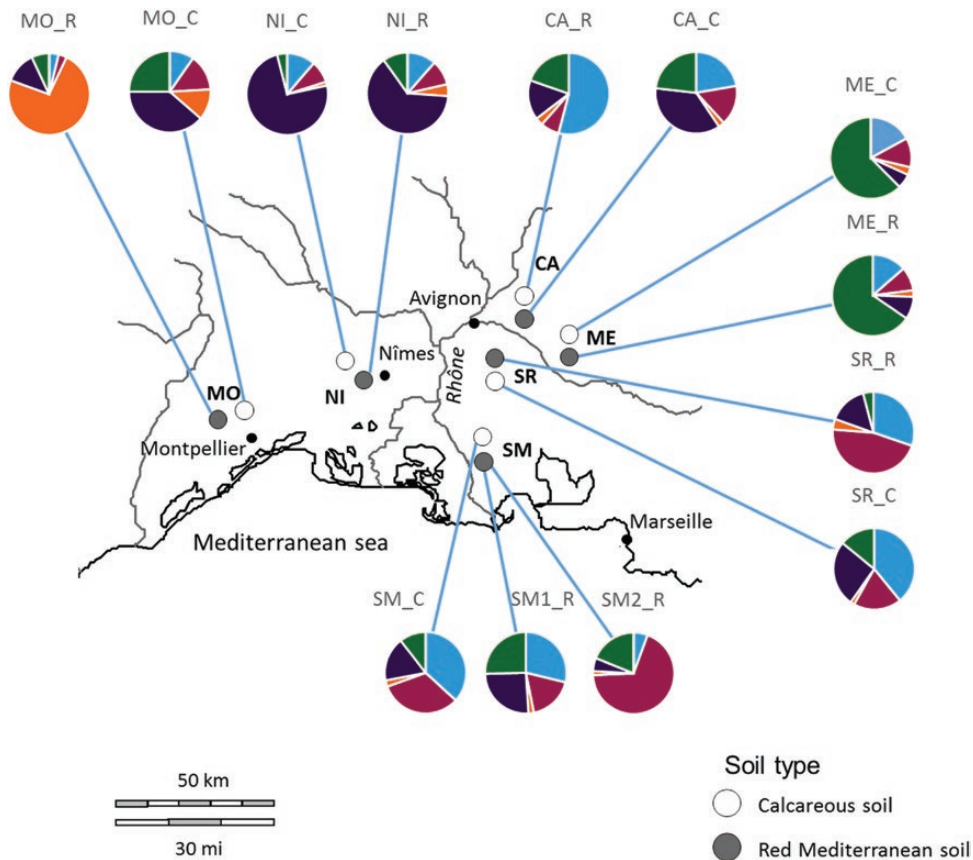 MO_R
MO_C
NI_C
NI_R
CA_R
CA_C
ME_C
ME_R
CA
Avignon
ME
SR_R
Nîmes
Rhône
SR
MO
NI
Montpellier
SM
SR_C
Marseille
Mediterranean sea
SM_C
SM1_R
SM2_R
50 km
30 mi
Soil type
Calcareous soil
Red Mediterranean soil